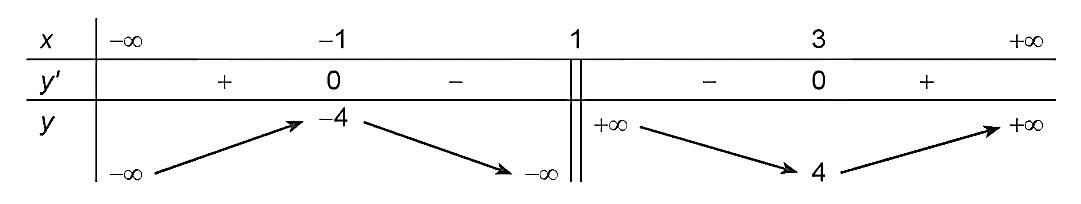 x −∞ −1 1 3 +∞
y' + 0 − − 0 +
y −4 +∞ +∞
−∞ −∞ 4